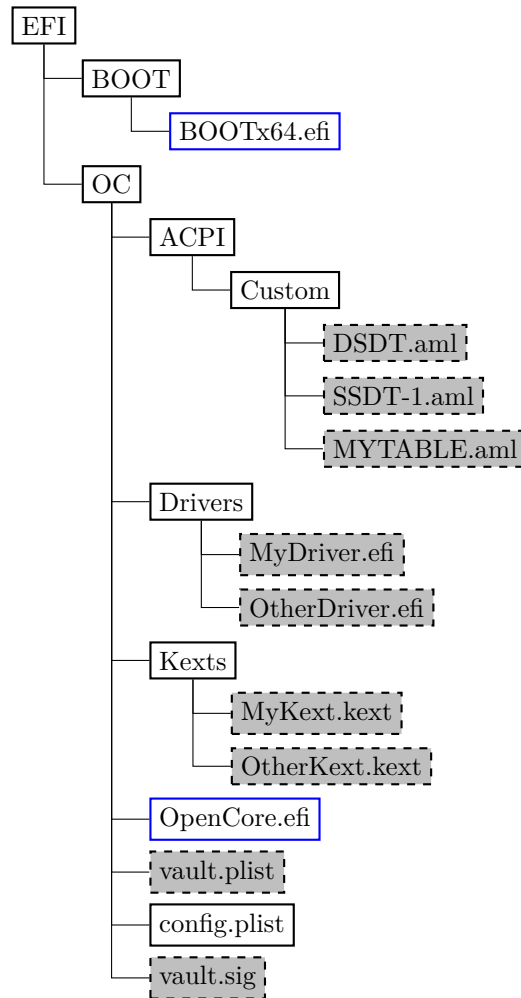 EFI
BOOT
BOOTx64.efi
OC
ACPI
Custom
DSDT.aml
SSDT-1.aml
MYTABLE.aml
Drivers
MyDriver.efi
OtherDriver.efi
Kexts
MyKext.kext
OtherKext.kext
OpenCore.efi
vault.plist
config.plist
vault.sig